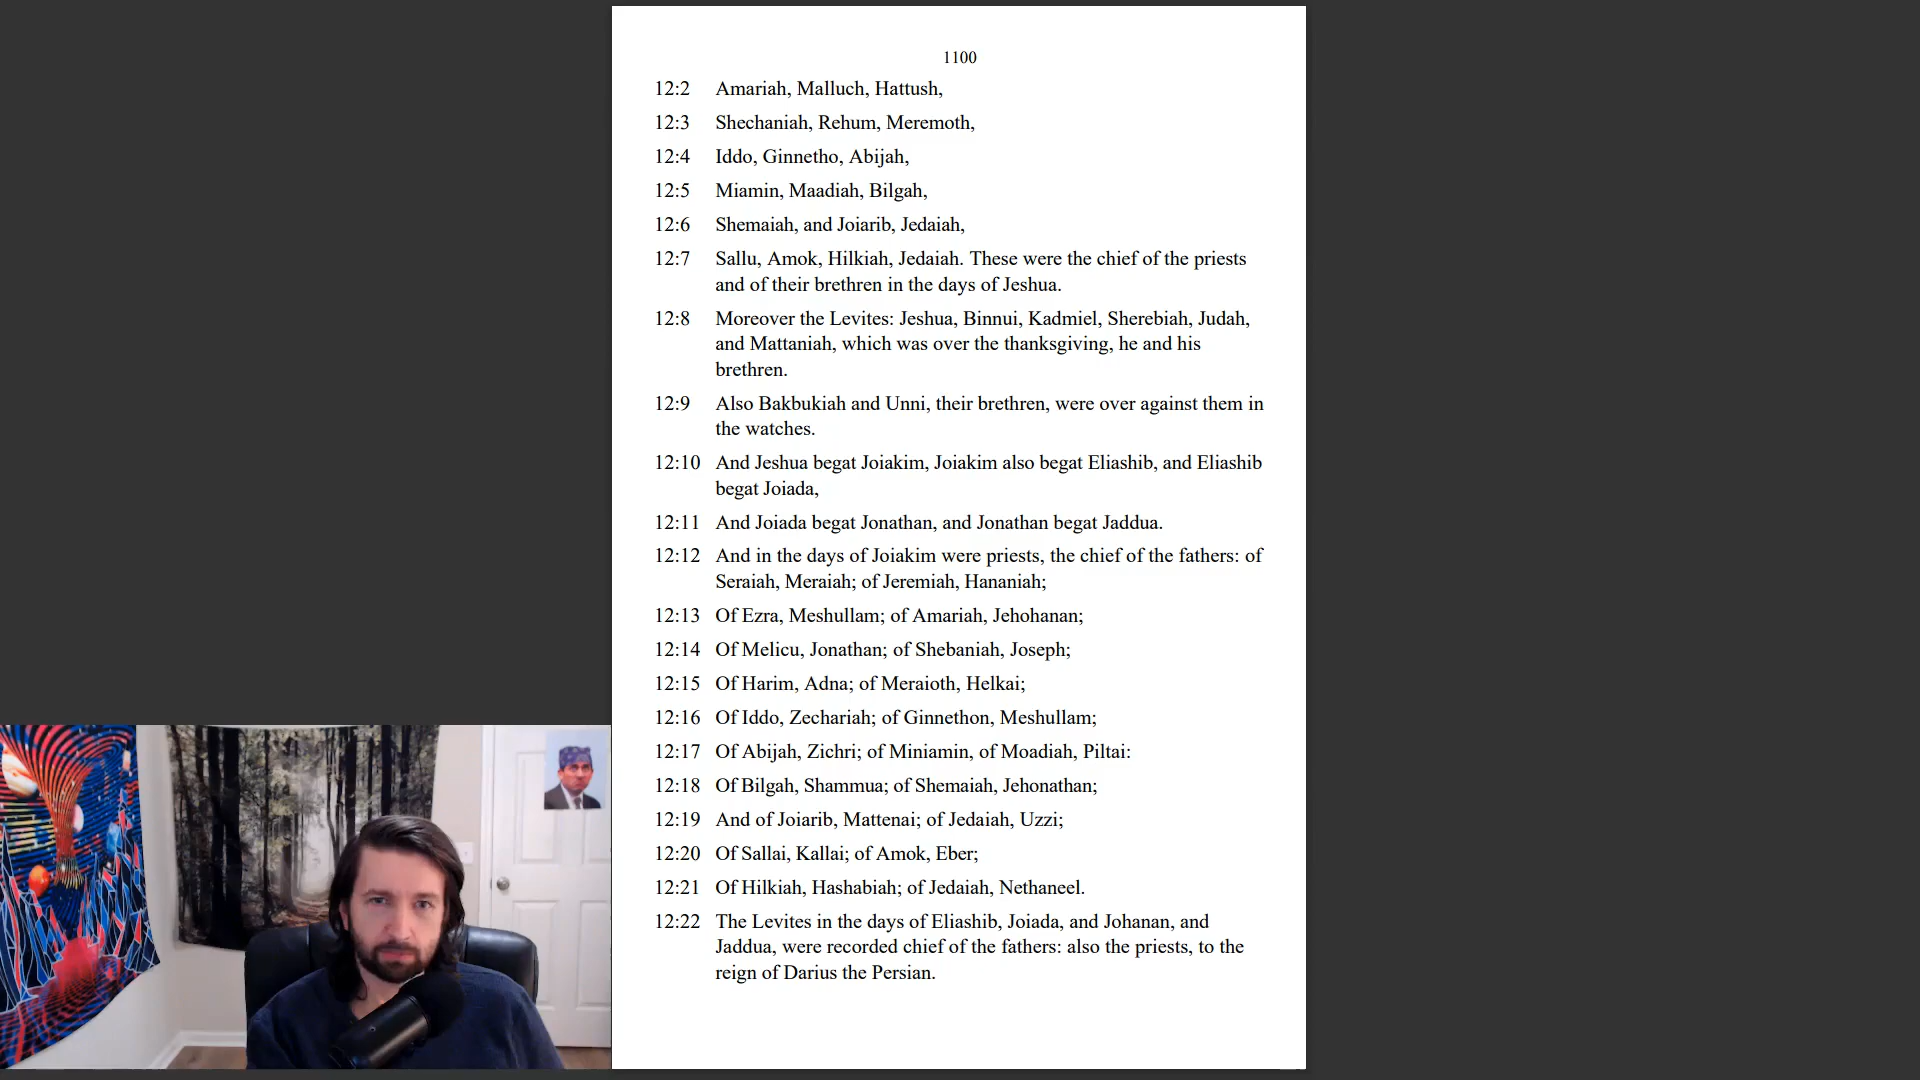 1100
12:2 Amariah, Malluch, Hattush,
12:3 Shechaniah, Rehum, Meremoth,
12:4 Iddo, Ginnetho, Abijah,
12:5 Miamin, Maadiah, Bilgah,
12:6 Shemaiah, and Joiarib, Jedaiah,
12:7 Sallu, Amok, Hilkiah, Jedaiah. These were the chief of the priests
and of their brethren in the days of Jeshua.
12:8 Moreover the Levites: Jeshua, Binnui, Kadmiel, Sherebiah, Judah,
and Mattaniah, which was over the thanksgiving, he and his
brethren.
12:9 Also Bakbukiah and Unni, their brethren, were over against them in
the watches.
12:10 And Jeshua begat Joiakim, Joiakim also begat Eliashib, and Eliashib
begat Joiada,
12:11 And Joiada begat Jonathan, and Jonathan begat Jaddua.
12:12 And in the days of Joiakim were priests, the chief of the fathers: of
Seraiah, Meraiah; of Jeremiah, Hananiah;
12:13 Of Ezra, Meshullam; of Amariah, Jehohanan;
12:14 Of Melicu, Jonathan; of Shebaniah, Joseph;
12:15 Of Harim, Adna; of Meraioth, Helkai;
12:16 Of Iddo, Zechariah; of Ginnethon, Meshullam;
12:17 Of Abijah, Zichri; of Miniamin, of Moadiah, Piltai:
12:18 Of Bilgah, Shammua; of Shemaiah, Jehonathan;
12:19 And of Joiarib, Mattenai; of Jedaiah, Uzzi;
12:20 Of Sallai, Kallai; of Amok, Eber;
12:21 Of Hilkiah, Hashabiah; of Jedaiah, Nethaneel.
12:22 The Levites in the days of Eliashib, Joiada, and Johanan, and
Jaddua, were recorded chief of the fathers: also the priests, to the
reign of Darius the Persian.